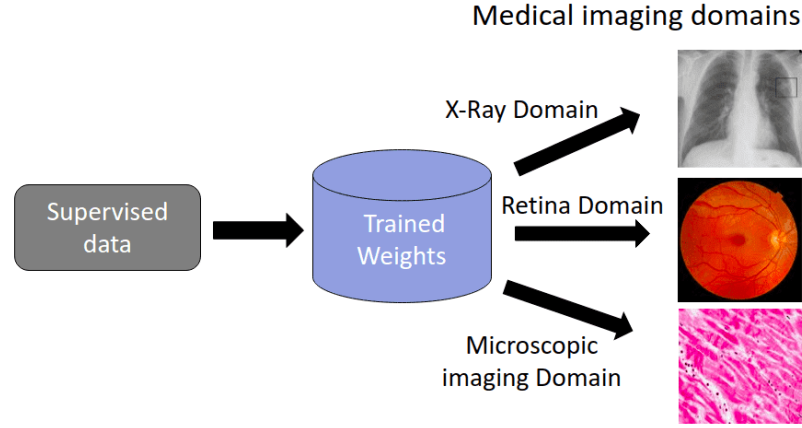 Medical imaging domains
X-Ray Domain
Supervised
data
Trained
Weights
Retina Domain
Microscopic
imaging Domain